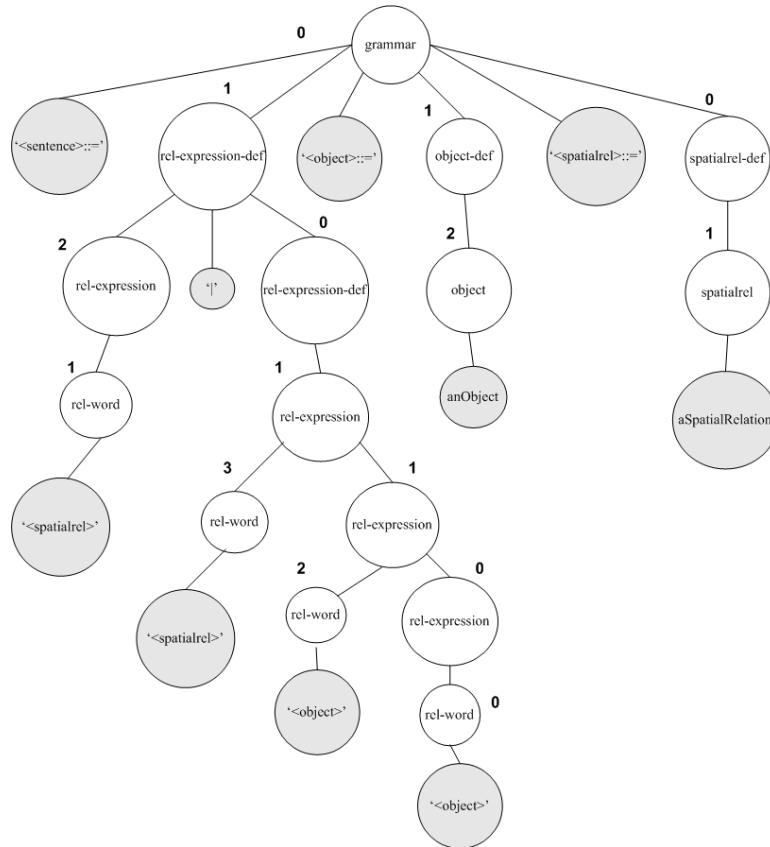 grammar
0
1
1
0
‘<sentence>::=’
rel-expression-def
‘<object>::=’
object-def
‘<spatialrel>::=’
spatialrel-def
2
0
2
1
rel-expression
‘|’
rel-expression-def
object
spatialrel
1
1
rel-word
rel-expression
anObject
aSpatialRelation
3
1
‘<spatialrel>’
rel-word
rel-expression
2
0
‘<spatialrel>’
rel-word
rel-expression
‘<object>’
rel-word
0
‘<object>’